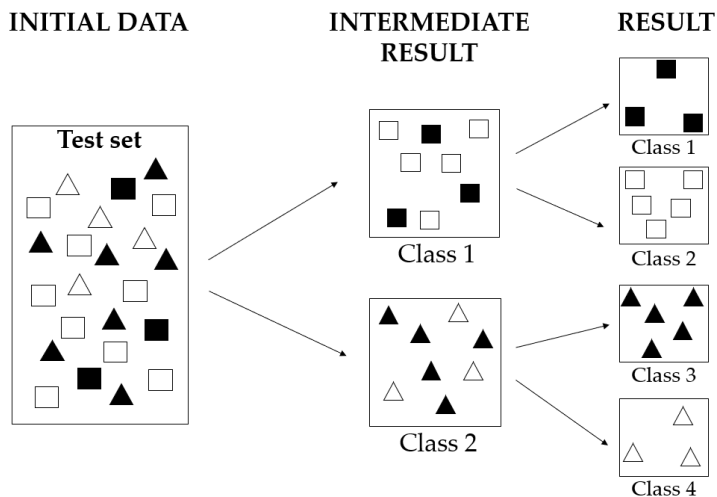 INITIAL DATA
INTERMEDIATE
RESULT
RESULT
Test set
Class 1
Class 2
Class 1
Class 2
Class 3
Class 4